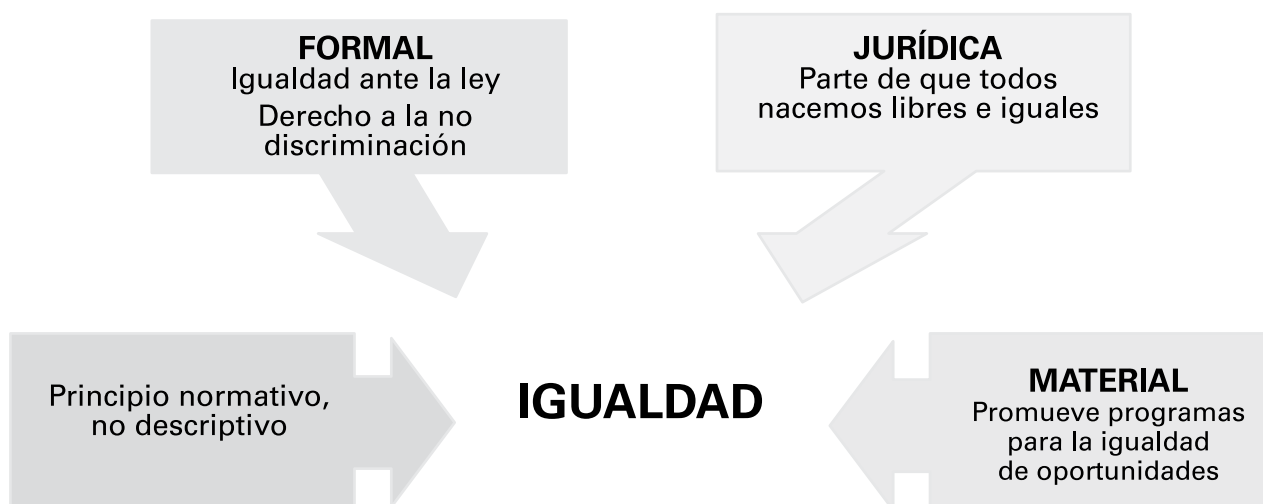 FORMAL
Igualdad ante la ley
Derecho a la no
discriminación
JURÍDICA
Parte de que todos
nacemos libres e iguales
Principio normativo,
no descriptivo
IGUALDAD
MATERIAL
Promueve programas
para la igualdad
de oportunidades